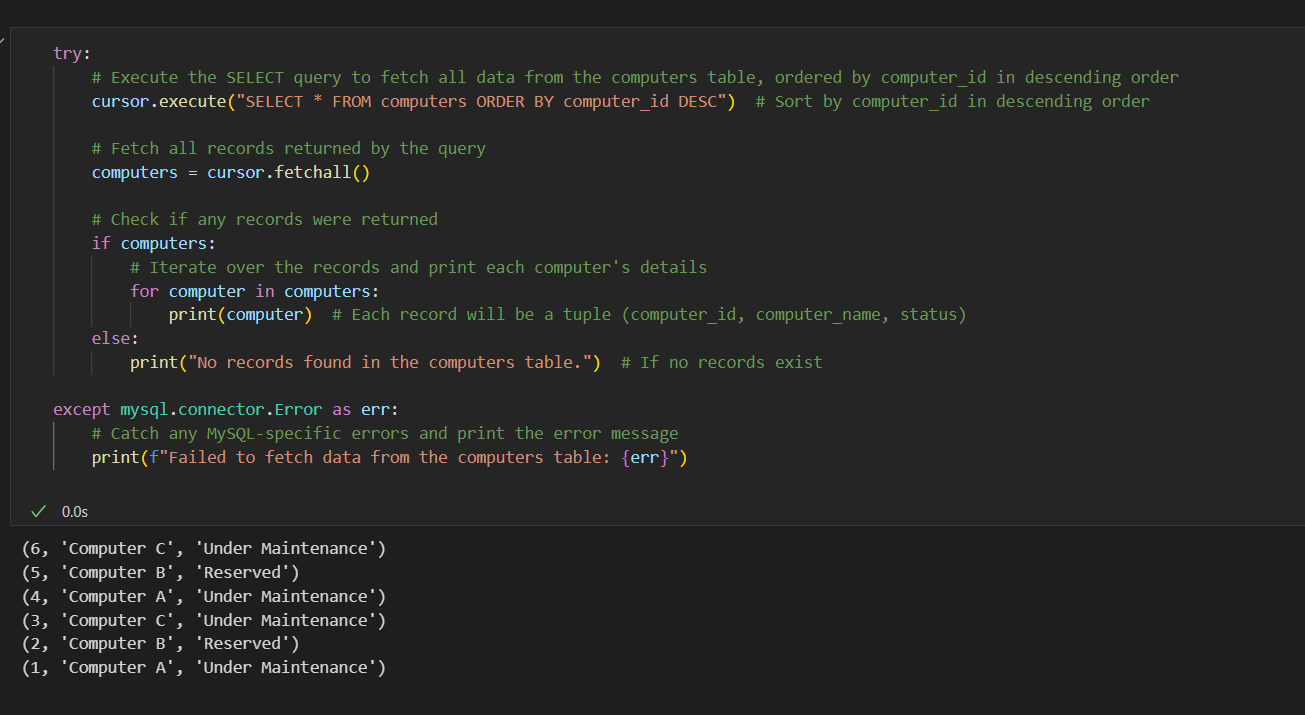 try:
    # Execute the SELECT query to fetch all data from the computers table, ordered by computer_id in descending order
    cursor.execute("SELECT * FROM computers ORDER BY computer_id DESC")  # Sort by computer_id in descending order

    # Fetch all records returned by the query
    computers = cursor.fetchall()

    # Check if any records were returned
    if computers:
        # Iterate over the records and print each computer's details
        for computer in computers:
            print(computer)  # Each record will be a tuple (computer_id, computer_name, status)
    else:
        print("No records found in the computers table.")  # If no records exist

except mysql.connector.Error as err:
    # Catch any MySQL-specific errors and print the error message
    print(f"Failed to fetch data from the computers table: {err}")

✓ 0.0s
(6, 'Computer C', 'Under Maintenance')
(5, 'Computer B', 'Reserved')
(4, 'Computer A', 'Under Maintenance')
(3, 'Computer C', 'Under Maintenance')
(2, 'Computer B', 'Reserved')
(1, 'Computer A', 'Under Maintenance')